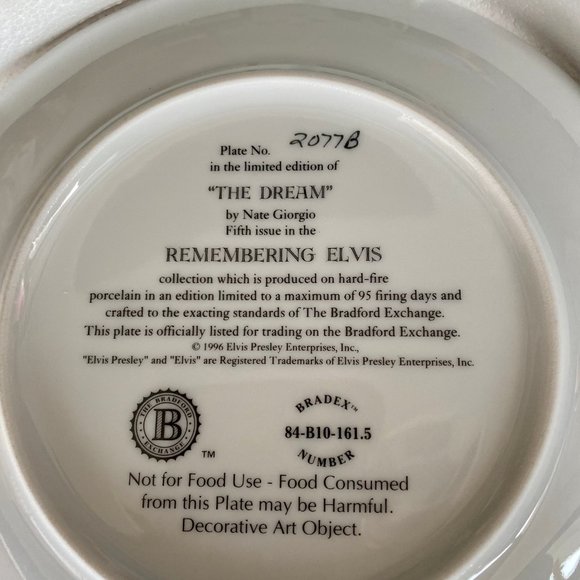 Plate No. 2077B
in the limited edition of
"THE DREAM"
by Nate Giorgio
Fifth issue in the
REMEMBERING ELVIS
collection which is produced on hard-fire
porcelain in an edition limited to a maximum of 95 firing days and
crafted to the exacting standards of The Bradford Exchange.
This plate is officially listed for trading on the Bradford Exchange.
© 1996 Elvis Presley Enterprises, Inc.,
"Elvis Presley" and "Elvis" are Registered Trademarks of Elvis Presley Enterprises, Inc.
THE BRADFORD
B
EXCHANGE
TM
BRADEX™
84-B10-161.5
NUMBER
Not for Food Use - Food Consumed
from this Plate may be Harmful.
Decorative Art Object.